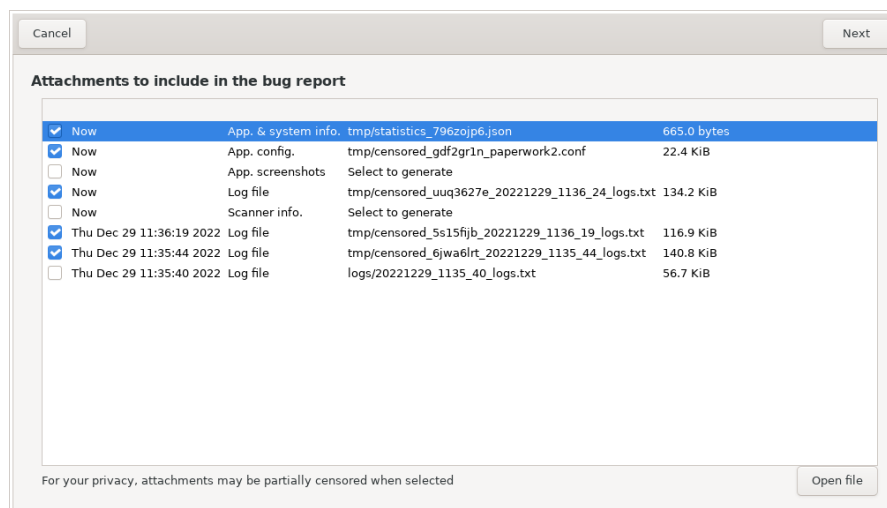 Cancel Next
Attachments to include in the bug report
Now App. & system info. tmp/statistics_796zojp6.json 665.0 bytes
Now App. config. tmp/censored_gdf2gr1n_paperwork2.conf 22.4 KiB
Now App. screenshots Select to generate
Now Log file tmp/censored_uuq3627e_20221229_1136_24_logs.txt 134.2 KiB
Now Scanner info. Select to generate
Thu Dec 29 11:36:19 2022 Log file tmp/censored_5s15fijb_20221229_1136_19_logs.txt 116.9 KiB
Thu Dec 29 11:35:44 2022 Log file tmp/censored_6jwa6lrt_20221229_1135_44_logs.txt 140.8 KiB
Thu Dec 29 11:35:40 2022 Log file logs/20221229_1135_40_logs.txt 56.7 KiB
For your privacy, attachments may be partially censored when selected Open file